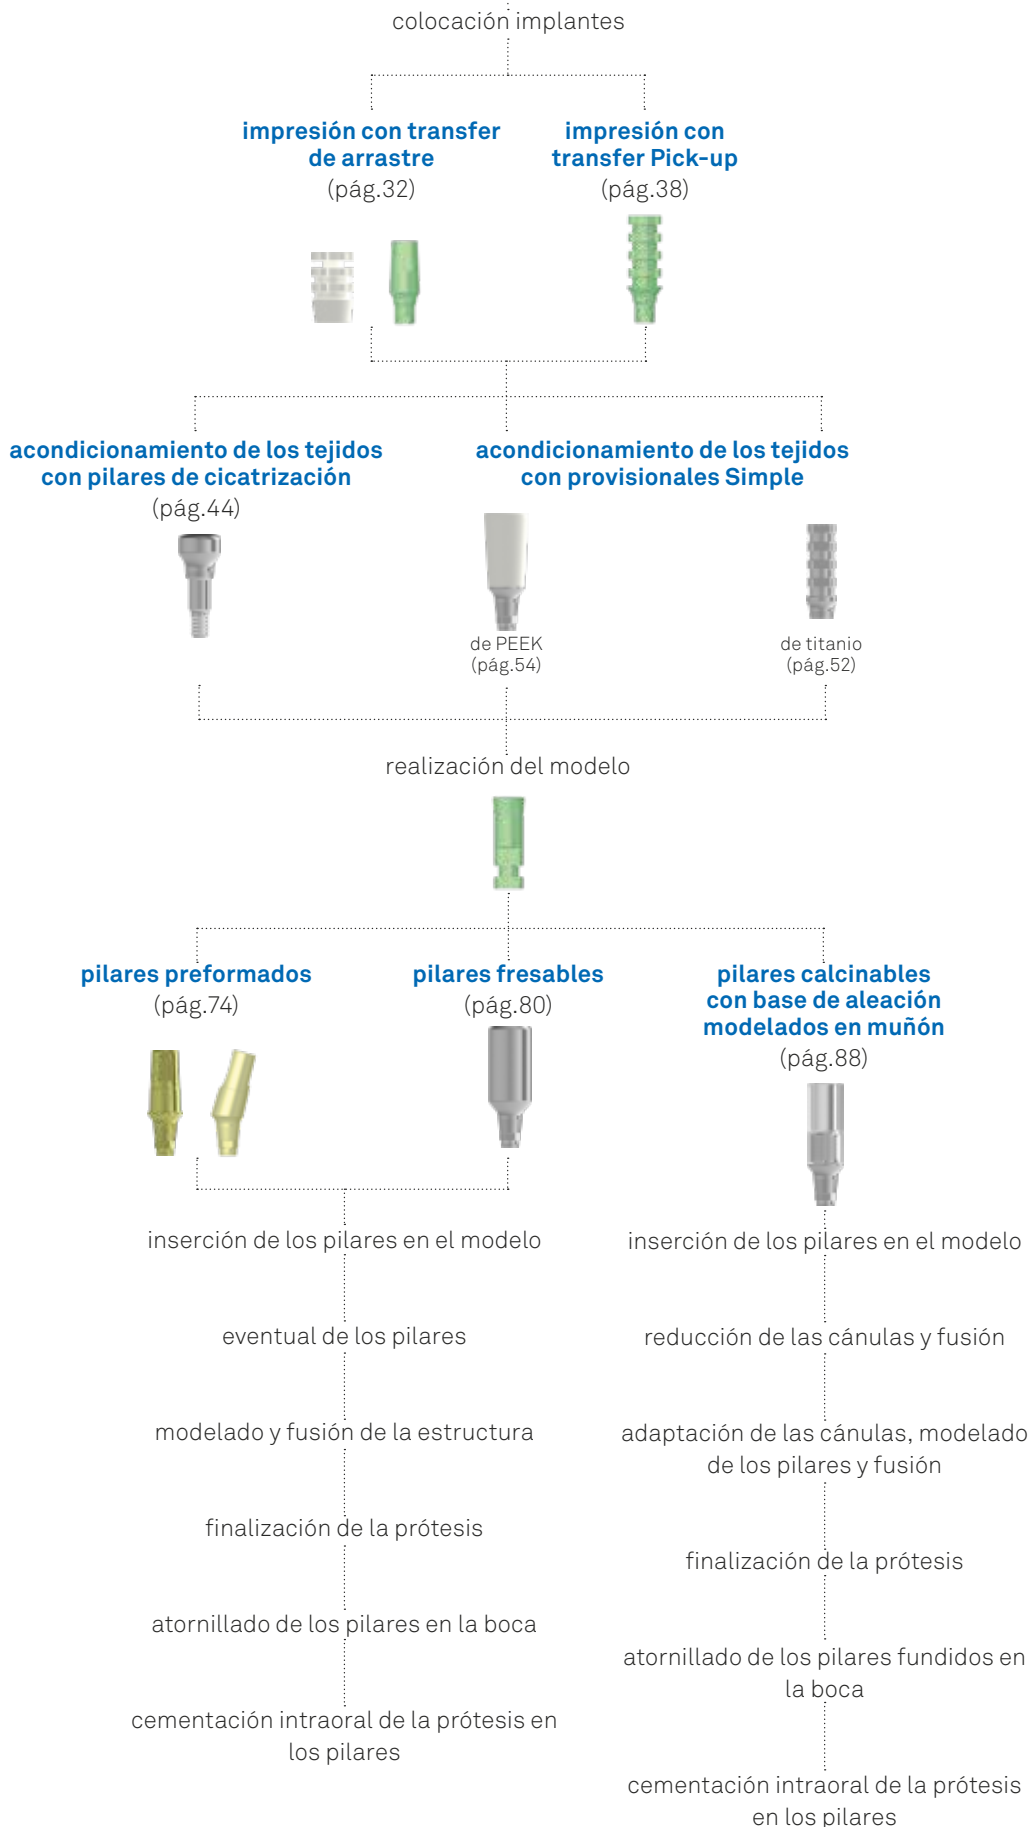 colocación implantes
impresión con transfer
de arrastre
(pág.32)
impresión con
transfer Pick-up
(pág.38)
acondicionamiento de los tejidos
con pilares de cicatrización
(pág.44)
acondicionamiento de los tejidos
con provisionales Simple
de PEEK
(pág.54)
de titanio
(pág.52)
realización del modelo
pilares preformados
(pág.74)
pilares fresables
(pág.80)
pilares calcinables
con base de aleación
modelados en muñón
(pág.88)
inserción de los pilares en el modelo
eventual de los pilares
modelado y fusión de la estructura
finalización de la prótesis
atornillado de los pilares en la boca
cementación intraoral de la prótesis en
los pilares
inserción de los pilares en el modelo
reducción de las cánulas y fusión
adaptación de las cánulas, modelado
de los pilares y fusión
finalización de la prótesis
atornillado de los pilares fundidos en
la boca
cementación intraoral de la prótesis
en los pilares